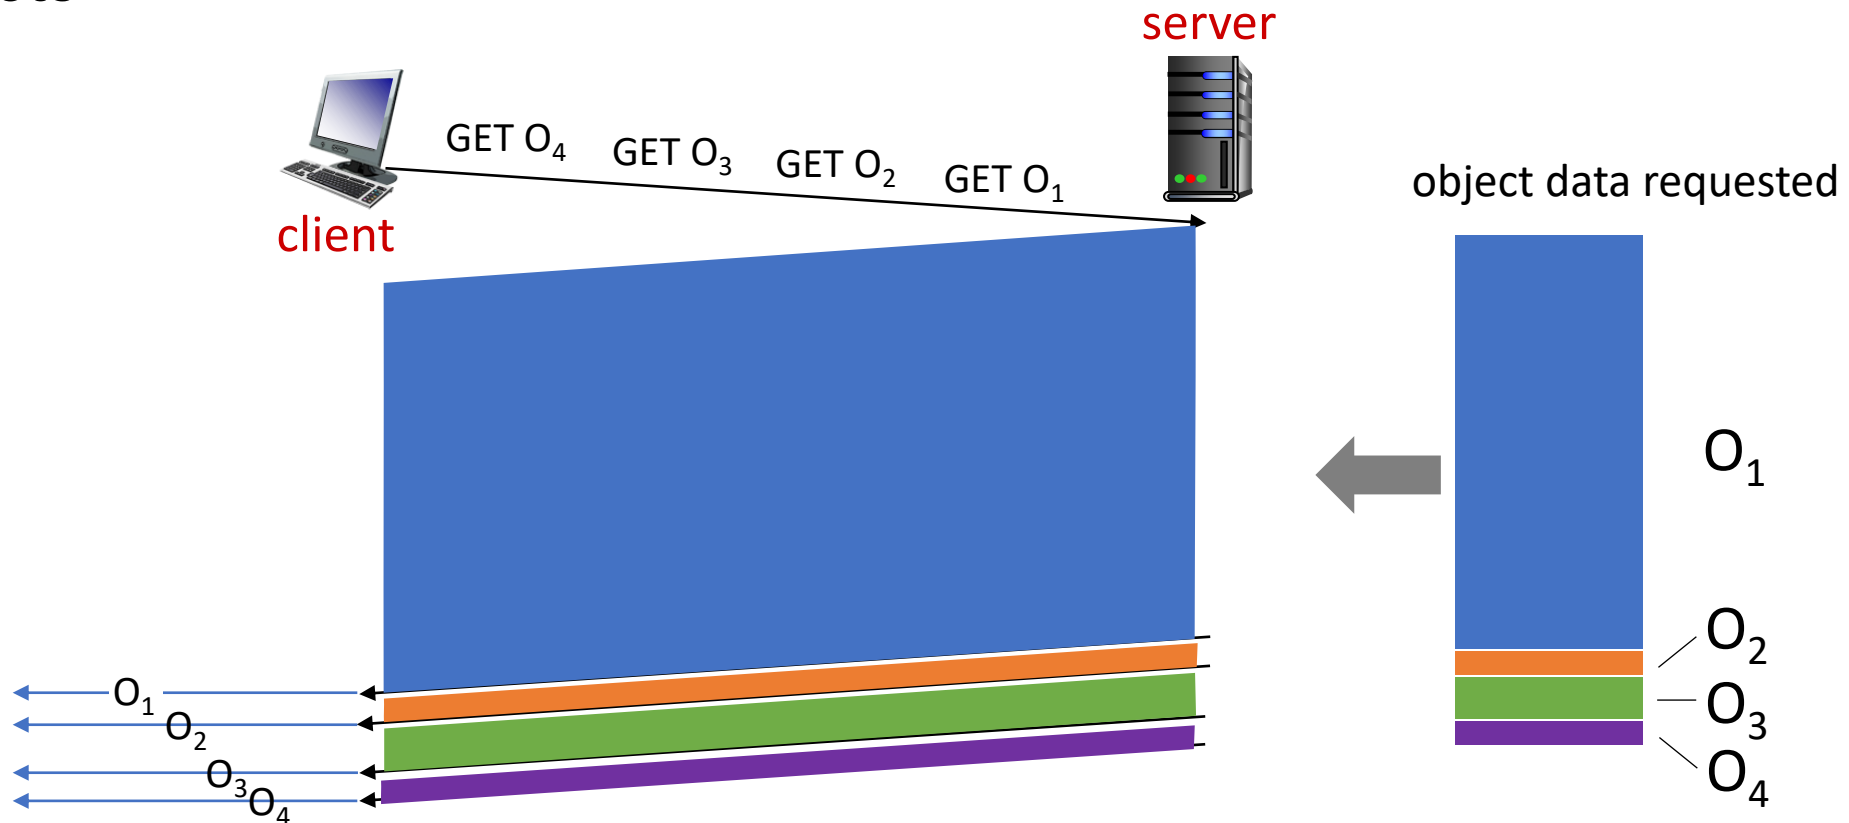 server
GET O₄
GET O₃
GET O₂
GET O₁
client
object data requested
O₁
O₂
O₃
O₄
O₁
O₂
O₃
O₄